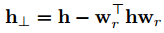 h⊥ = h − w_r^⊤ h w_r